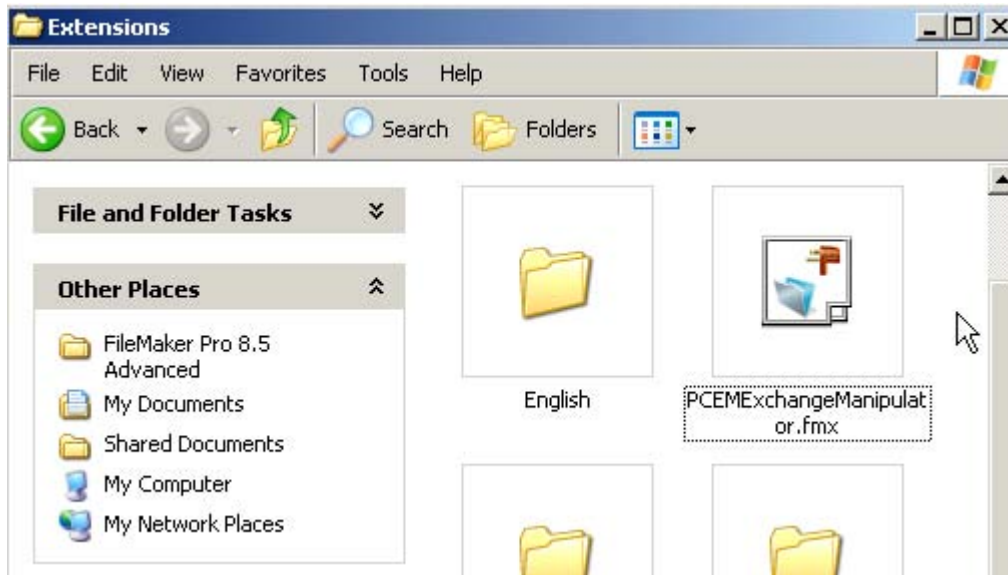 Extensions
File Edit View Favorites Tools Help
Back Search Folders
File and Folder Tasks
Other Places
FileMaker Pro 8.5
Advanced
My Documents
Shared Documents
My Computer
My Network Places
English
PCEMExchangeManipulat
or.fmx